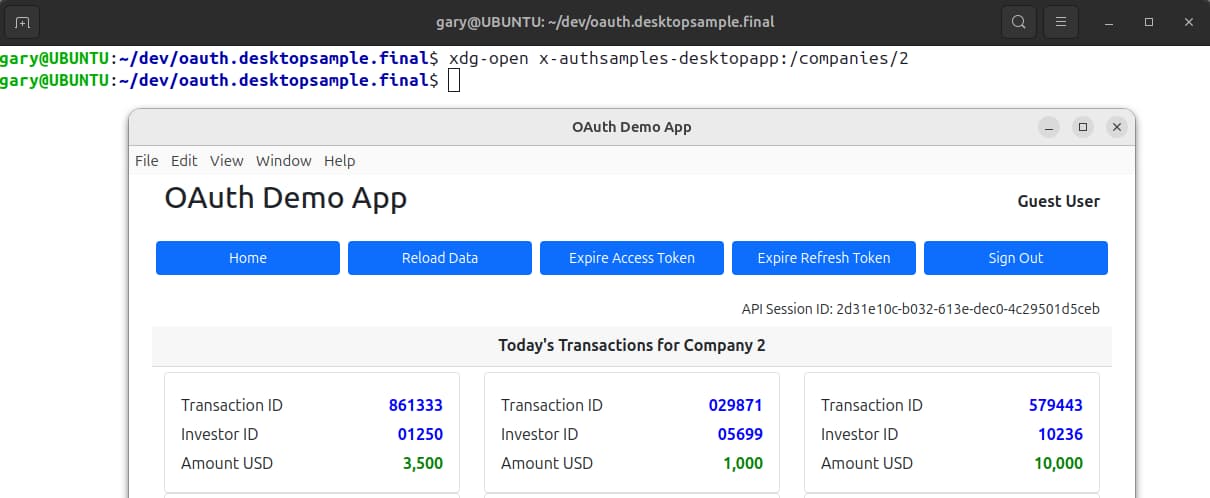 gary@UBUNTU: ~/dev/oauth.desktopsample.final
gary@UBUNTU:~/dev/oauth.desktopsample.final$ xdg-open x-authsamples-desktopapp:/companies/2
gary@UBUNTU:~/dev/oauth.desktopsample.final$
OAuth Demo App
File Edit View Window Help
OAuth Demo App
Guest User
Home Reload Data Expire Access Token Expire Refresh Token Sign Out
API Session ID: 2d31e10c-b032-613e-dec0-4c29501d5ceb
Today's Transactions for Company 2
Transaction ID 861333 Transaction ID 029871 Transaction ID 579443
Investor ID 01250 Investor ID 05699 Investor ID 10236
Amount USD 3,500 Amount USD 1,000 Amount USD 10,000